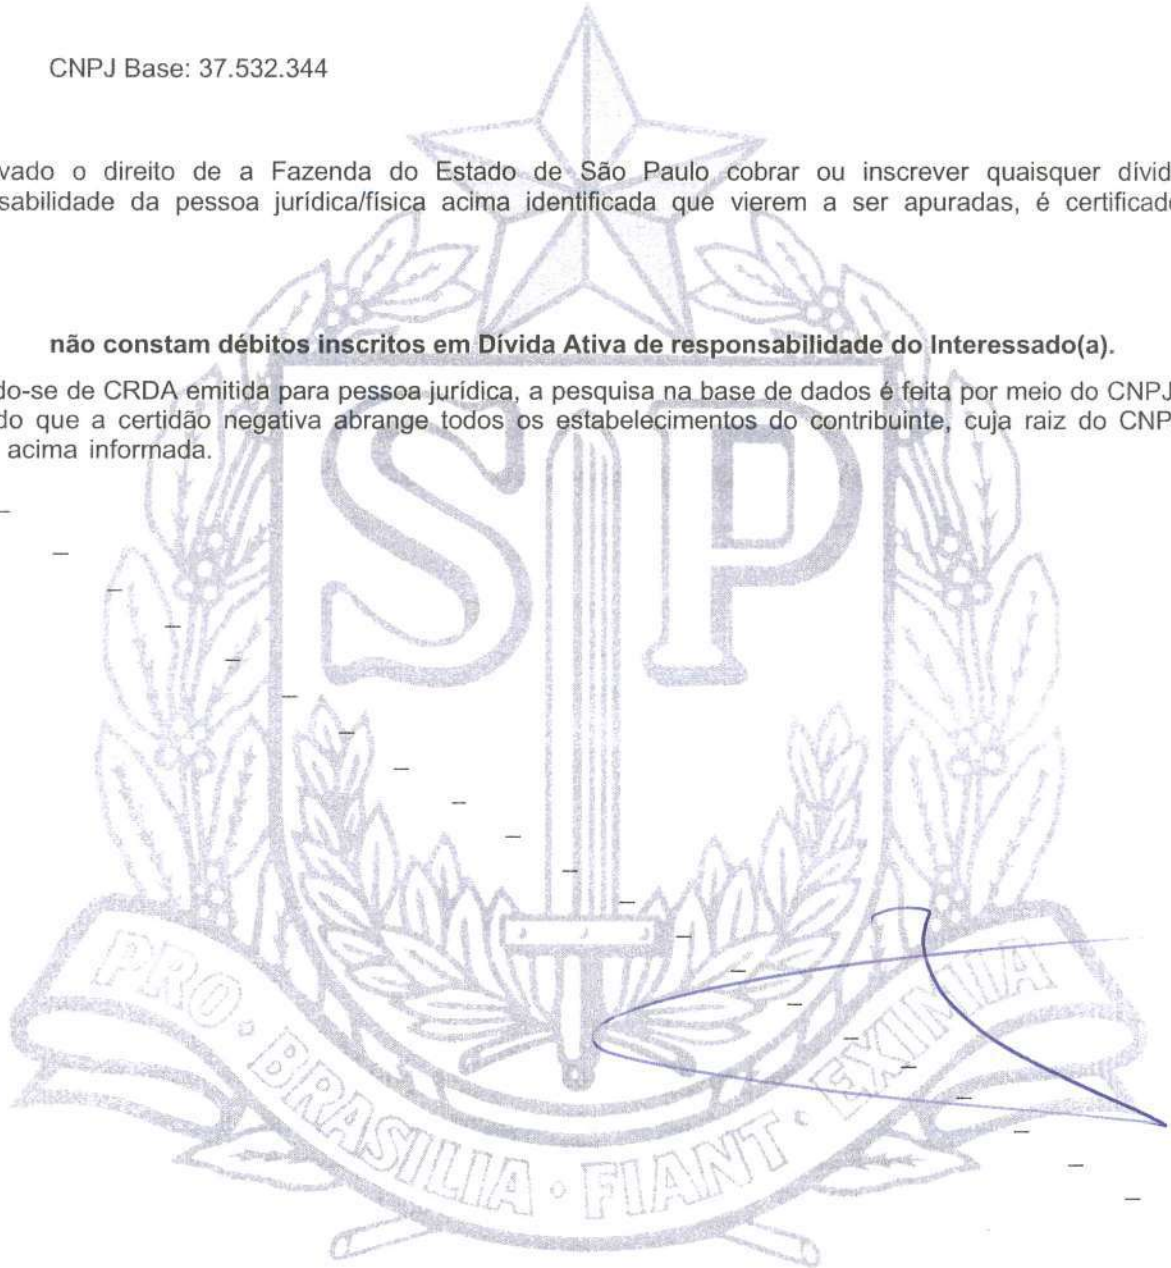 CNPJ Base: 37.532.344
vado o direito de a Fazenda do Estado de São Paulo cobrar ou inscrever quaisquer dívid
sabilidade da pessoa jurídica/física acima identificada que vierem a ser apuradas, é certificado
não constam débitos inscritos em Dívida Ativa de responsabilidade do Interessado(a).
do-se de CRDA emitida para pessoa jurídica, a pesquisa na base de dados é feita por meio do CNPJ
do que a certidão negativa abrange todos os estabelecimentos do contribuinte, cuja raiz do CNP
acima informada.
SP
PRO · BRASILIA · FIANT · EXIMIA